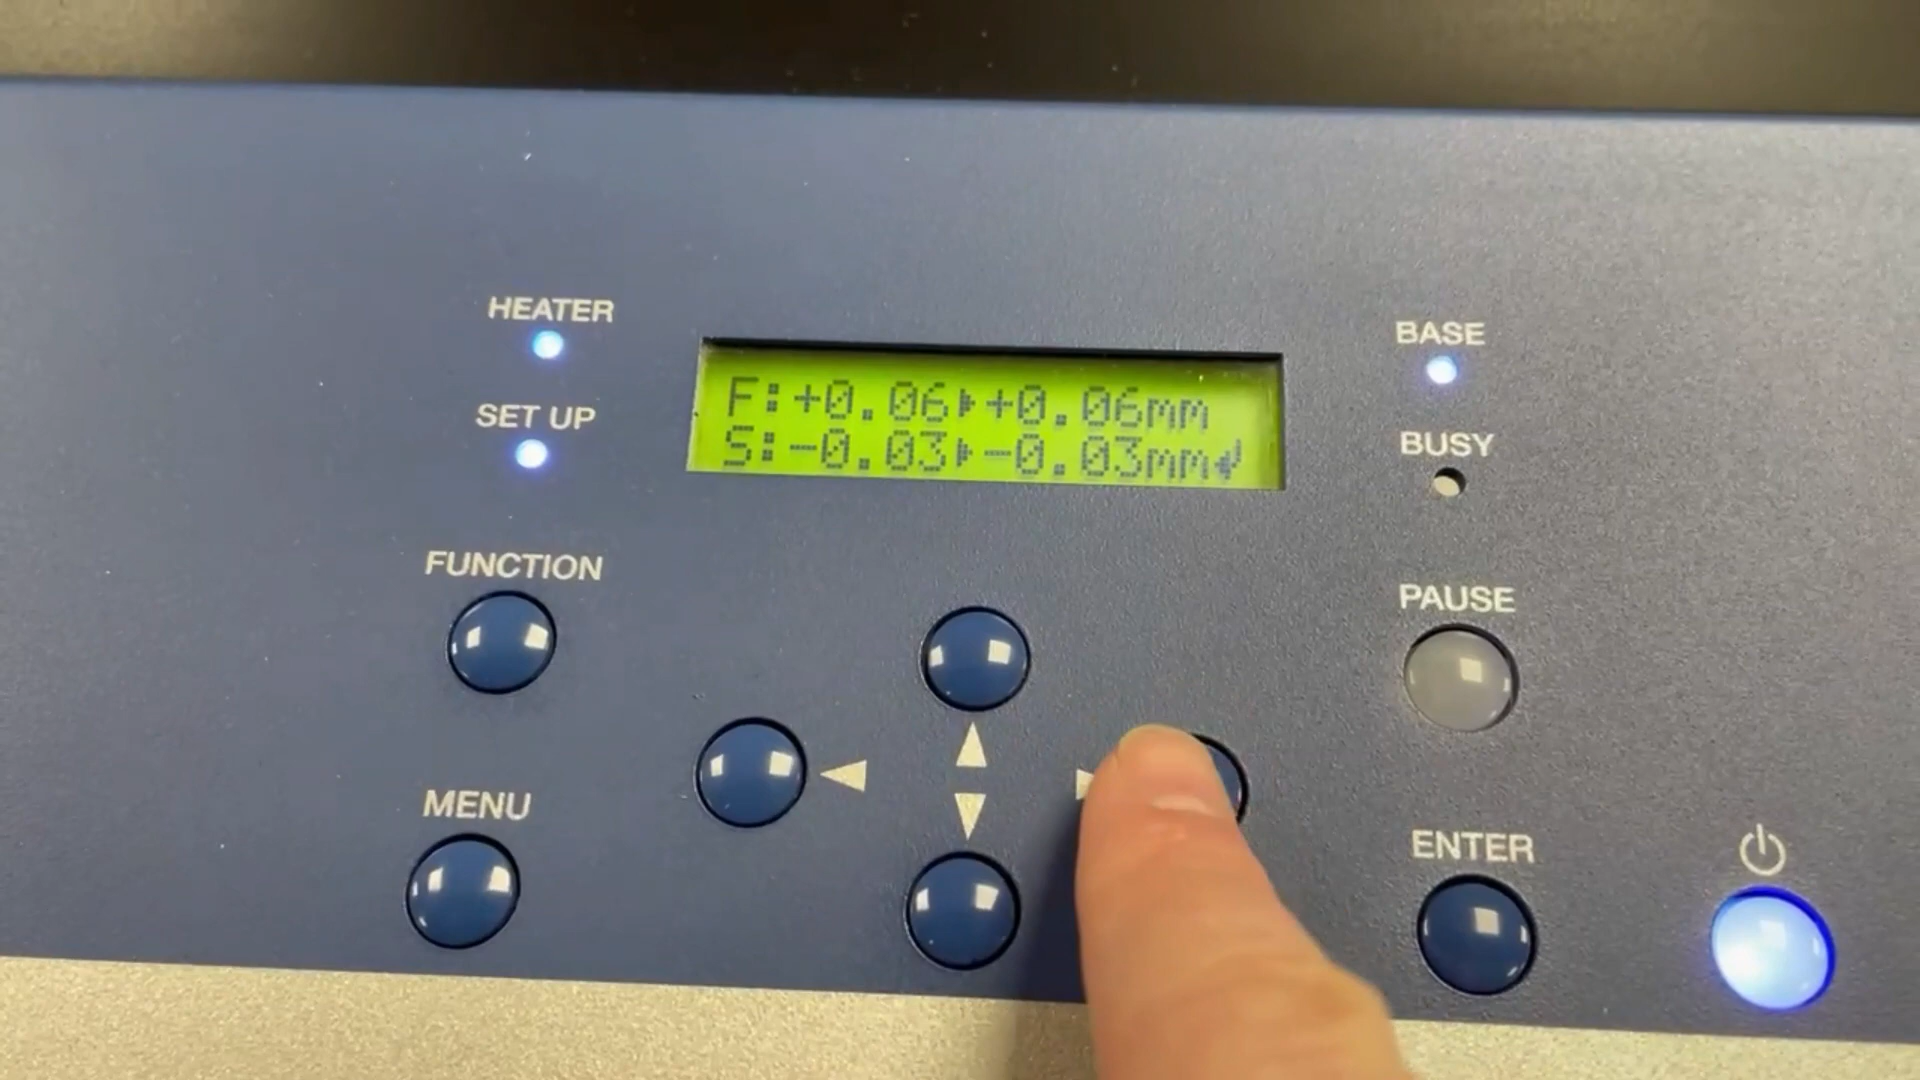 HEATER
BASE
F:+0.06▸+0.06mm
SET UP
S:-0.03▸-0.03mm↵
BUSY
FUNCTION
PAUSE
MENU
ENTER